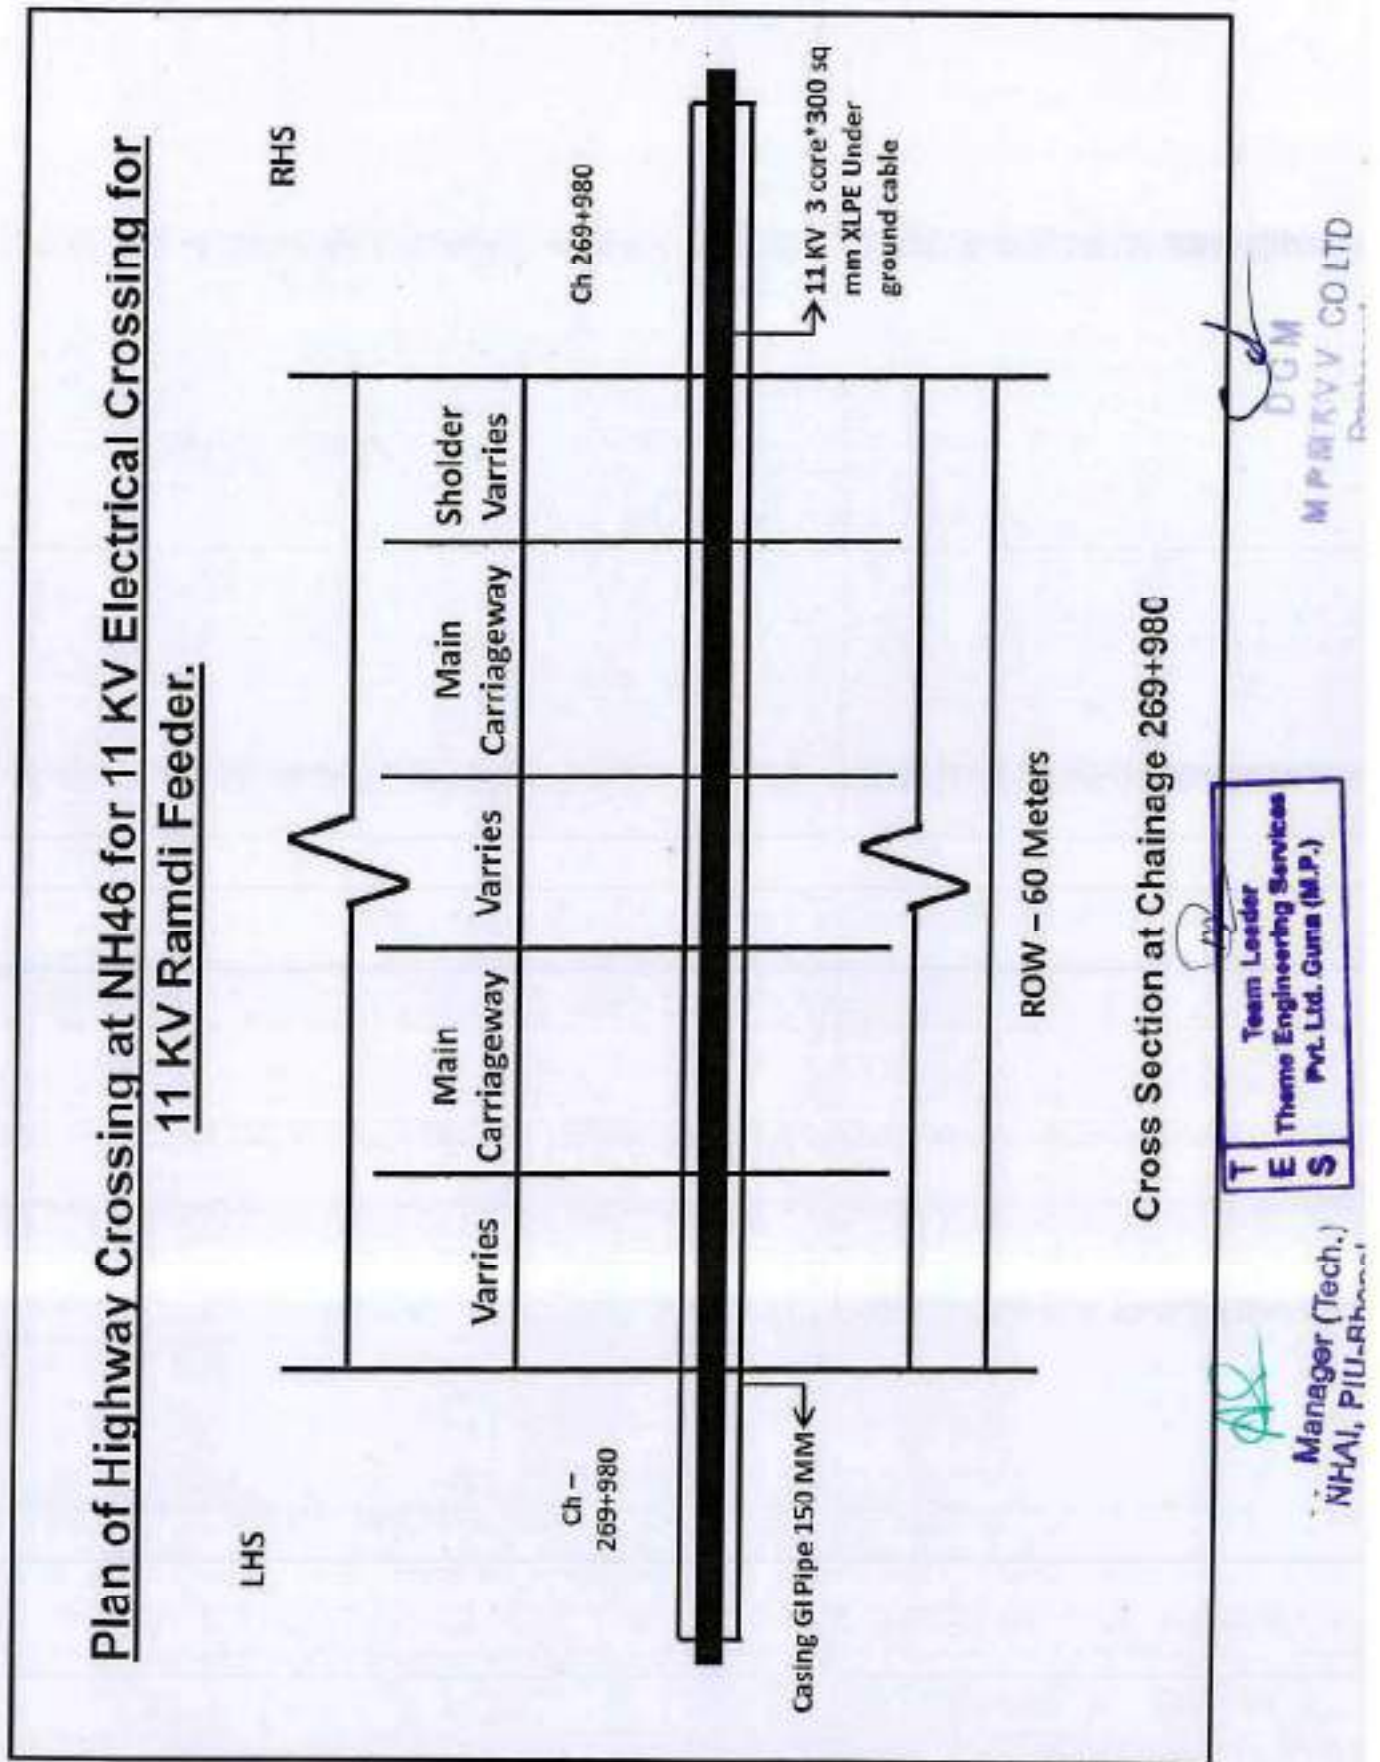 Plan of Highway Crossing at NH46 for 11 KV Electrical Crossing for
11 KV Ramdi Feeder.
LHS
RHS
Varries
Main
Carriageway
Varries
Main
Carriageway
Sholder
Varries
Ch –
269+980
Ch 269+980
Casing GI Pipe 150 MM
11 KV 3 core*300 sq
mm XLPE Under
ground cable
ROW – 60 Meters
Cross Section at Chainage 269+980
Manager (Tech.)
NHAI, PIU-Bhopal
T
E
S
Team Leader
Theme Engineering Services
Pvt. Ltd. Guna (M.P.)
DGM
M P M K V V CO LTD